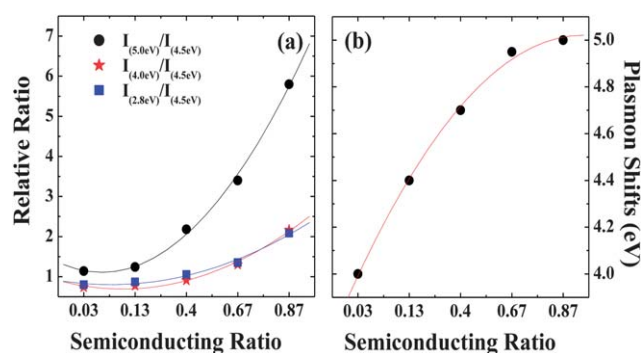 (a)
I(5.0eV)/I(4.5eV)
I(4.0eV)/I(4.5eV)
I(2.8eV)/I(4.5eV)
Relative Ratio
7
6
5
4
3
2
1
0.03 0.13 0.4 0.67 0.87
Semiconducting Ratio
(b)
5.0
4.8
4.6
4.4
4.2
4.0
Plasmon Shifts (eV)
0.03 0.13 0.4 0.67 0.87
Semiconducting Ratio